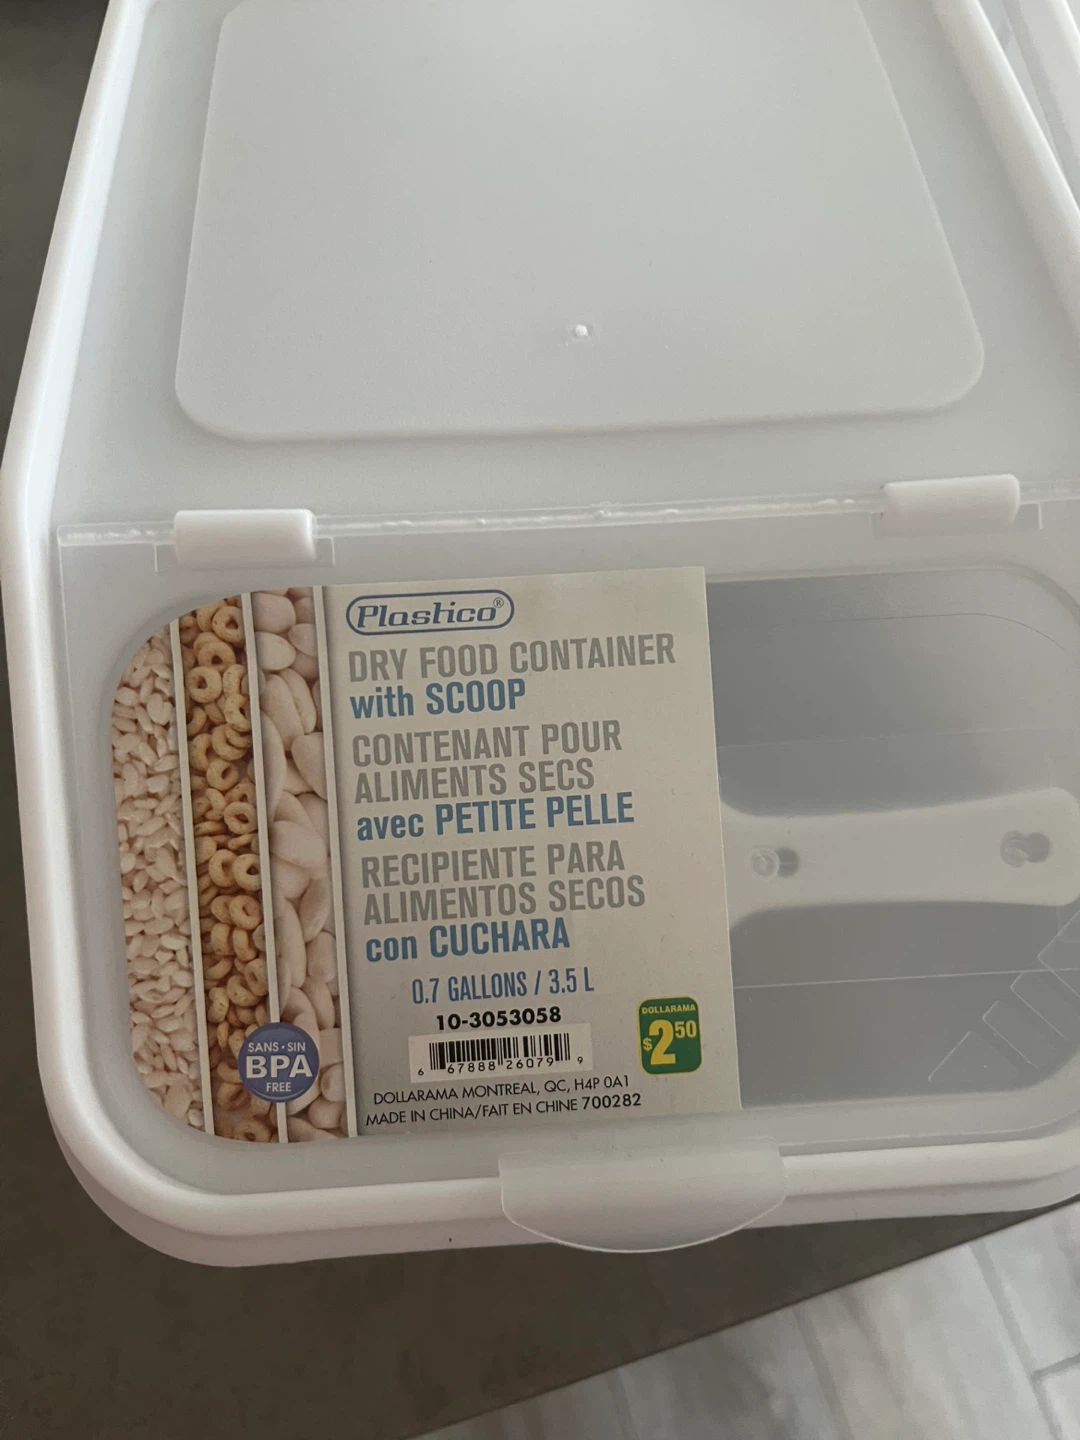 Plastico®
DRY FOOD CONTAINER
with SCOOP
CONTENANT POUR
ALIMENTS SECS
avec PETITE PELLE
RECIPIENTE PARA
ALIMENTOS SECOS
con CUCHARA
0.7 GALLONS / 3.5 L
10-3053058
6 67888 26079 9
DOLLARAMA
$2.50
DOLLARAMA MONTREAL, QC, H4P 0A1
MADE IN CHINA/FAIT EN CHINE 700282
SANS • SIN
BPA
FREE